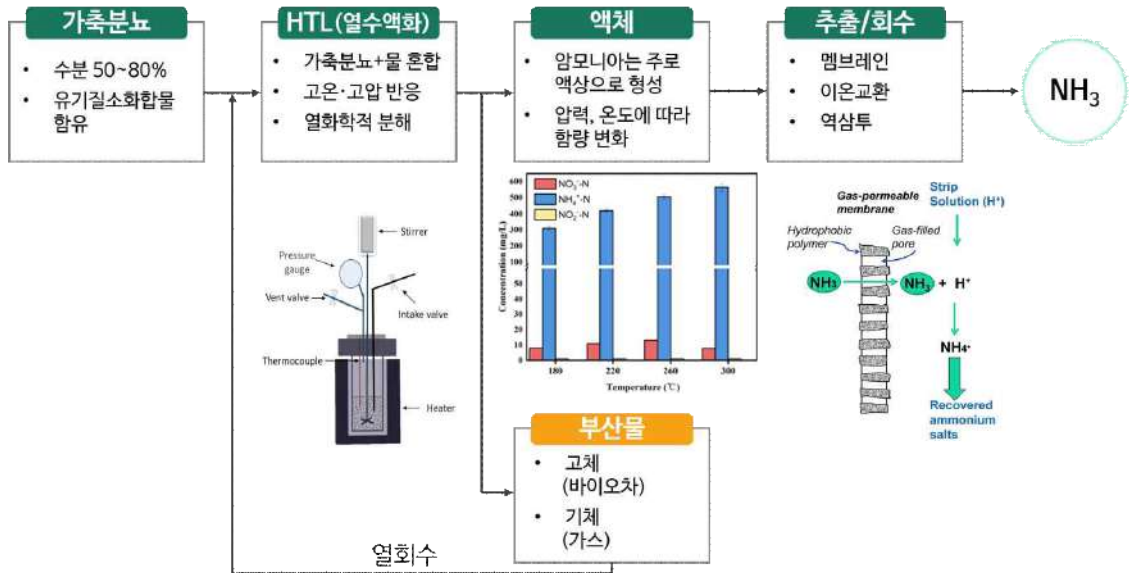 가축분뇨
• 수분 50~80%
• 유기질소화합물
함유
HTL(열수액화)
• 가축분뇨+물 혼합
• 고온·고압 반응
• 열화학적 분해
액체
• 암모니아는 주로
액상으로 형성
• 압력, 온도에 따라
함량 변화
추출/회수
• 멤브레인
• 이온교환
• 역삼투
NH3
Stirrer
Pressure
gauge
Vent valve
Intake valve
Thermocouple
Heater
NO3⁻-N
NH4⁺-N
NO2⁻-N
Concentration (mg/L)
600
500
400
300
200
100
50
40
30
20
10
0
180
220
260
300
Temperature (℃)
Strip
Solution (H⁺)
Gas-permeable
membrane
Hydrophobic
polymer
Gas-filled
pore
NH3
NH3 + H⁺
NH4+
Recovered
ammonium
salts
부산물
• 고체
(바이오차)
• 기체
(가스)
열회수